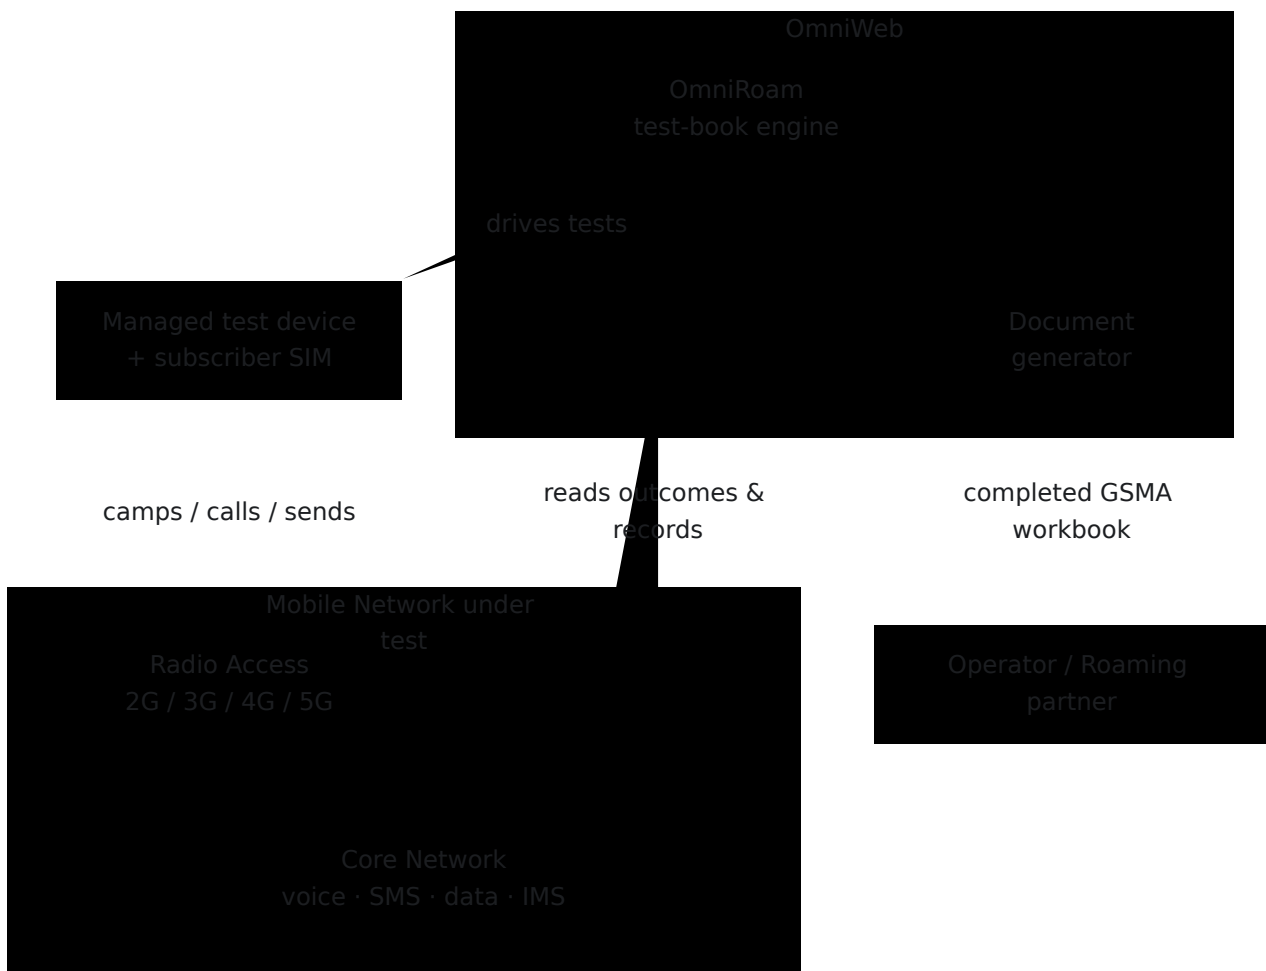 OmniWeb
OmniRoam
test-book engine
drives tests
Managed test device
+ subscriber SIM
Document
generator
camps / calls / sends
reads outcomes &
records
completed GSMA
workbook
Mobile Network under
test
Radio Access
2G / 3G / 4G / 5G
Operator / Roaming
partner
Core Network
voice · SMS · data · IMS